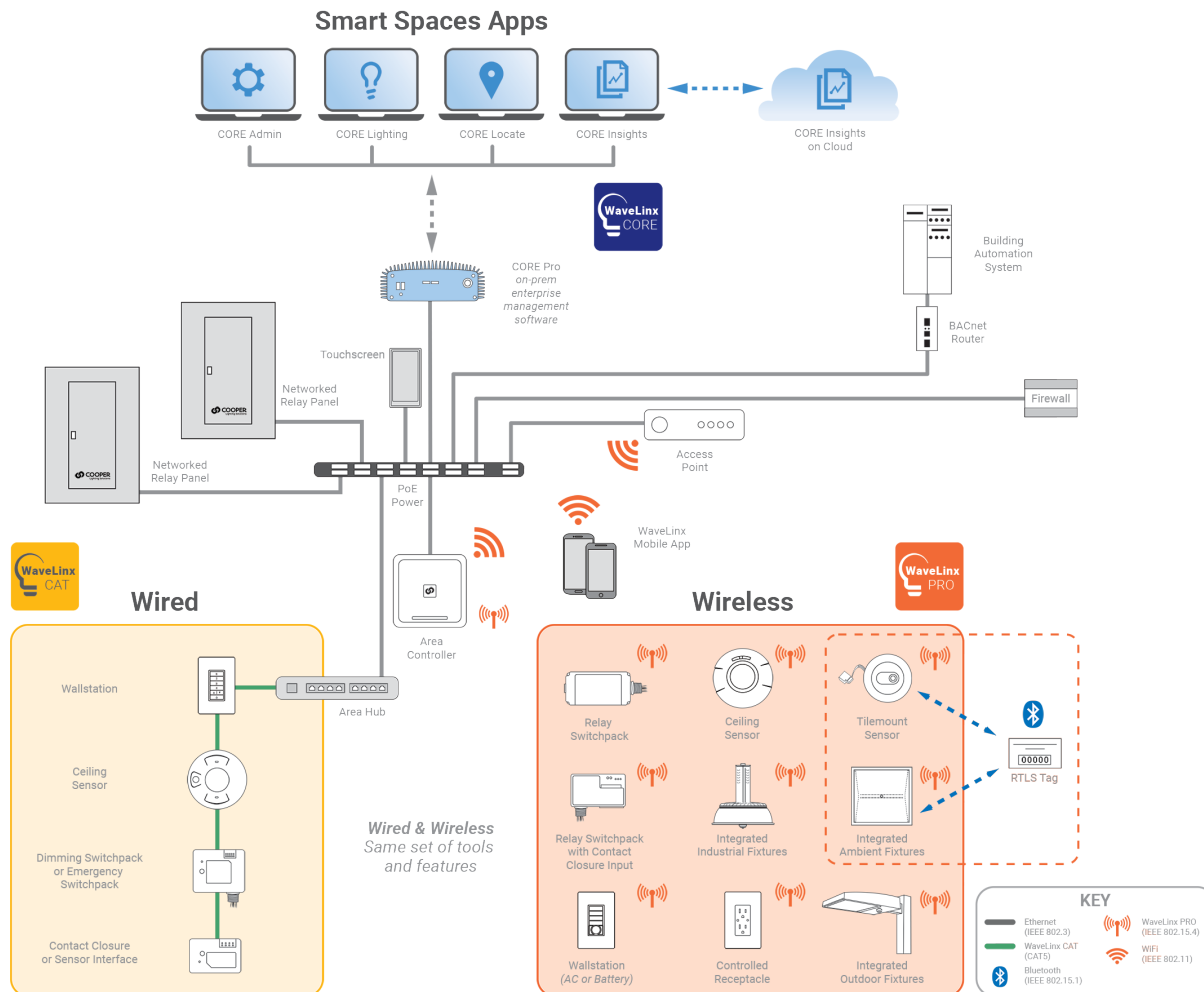 Smart Spaces Apps
CORE Admin
CORE Lighting
CORE Locate
CORE Insights
CORE Insights
on Cloud
WaveLinx
CORE
CORE Pro
on-prem
enterprise
management
software
Building
Automation
System
BACnet
Router
Touchscreen
Networked
Relay Panel
COOPER
Lighting Solutions
Firewall
Access
Point
Networked
Relay Panel
COOPER
Lighting Solutions
PoE
Power
WaveLinx
Mobile App
WaveLinx
CAT
Wired
Area
Controller
WaveLinx
PRO
Wireless
Wallstation
Area Hub
Ceiling
Sensor
Dimming Switchpack
or Emergency
Switchpack
Contact Closure
or Sensor Interface
Wired & Wireless
Same set of tools
and features
Relay
Switchpack
Ceiling
Sensor
Tilemount
Sensor
00000
RTLS Tag
Relay Switchpack
with Contact
Closure Input
Integrated
Industrial Fixtures
Integrated
Ambient Fixtures
Wallstation
(AC or Battery)
Controlled
Receptacle
Integrated
Outdoor Fixtures
KEY
Ethernet
(IEEE 802.3)
WaveLinx CAT
(CAT5)
Bluetooth
(IEEE 802.15.1)
WaveLinx PRO
(IEEE 802.15.4)
WiFi
(IEEE 802.11)